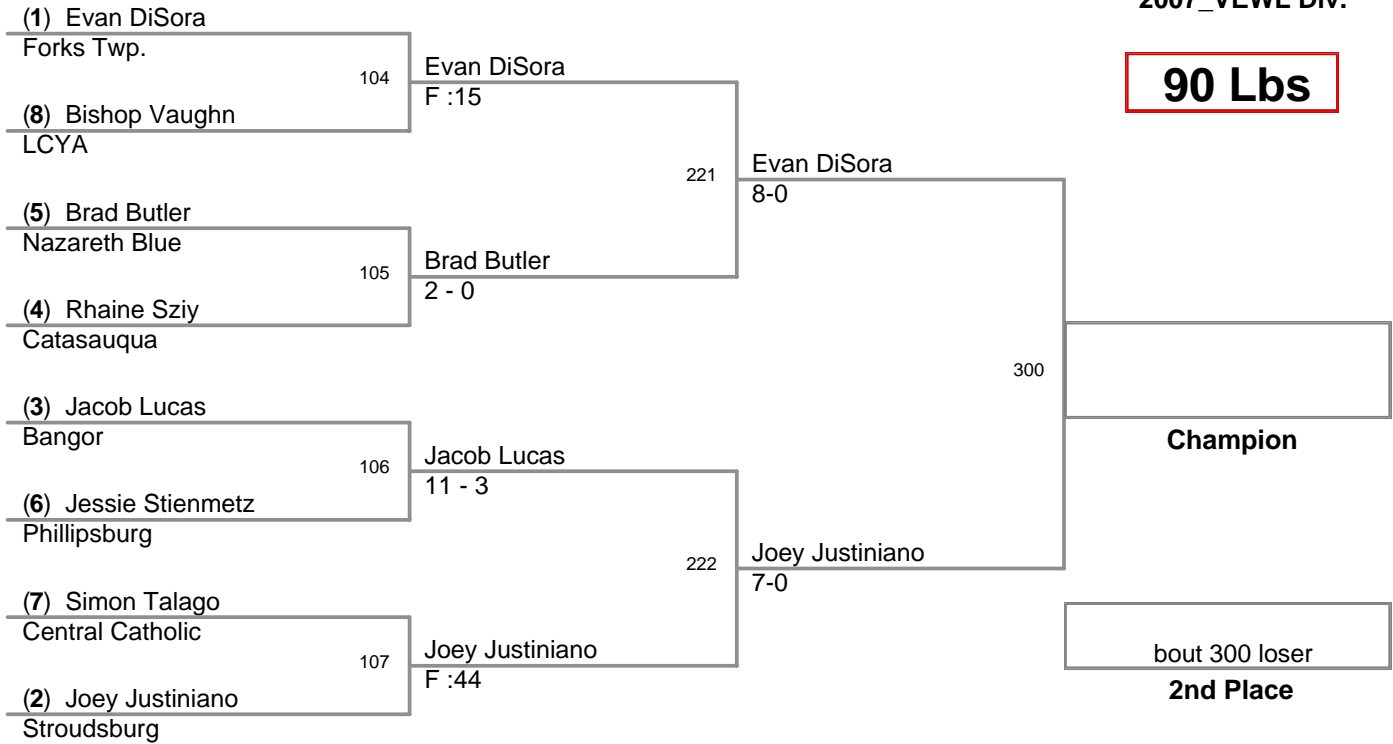 2007_VEWL Div.
90 Lbs
(1) Evan DiSora
Forks Twp.
104
(8) Bishop Vaughn
LCYA
(5) Brad Butler
Nazareth Blue
105
(4) Rhaine Sziy
Catasauqua
(3) Jacob Lucas
Bangor
106
(6) Jessie Stienmetz
Phillipsburg
(7) Simon Talago
Central Catholic
107
(2) Joey Justiniano
Stroudsburg
Evan DiSora
F :15
221
Brad Butler
2 - 0
Jacob Lucas
11 - 3
222
Joey Justiniano
F :44
Evan DiSora
8-0
300
Joey Justiniano
7-0
Champion
bout 300 loser
2nd Place